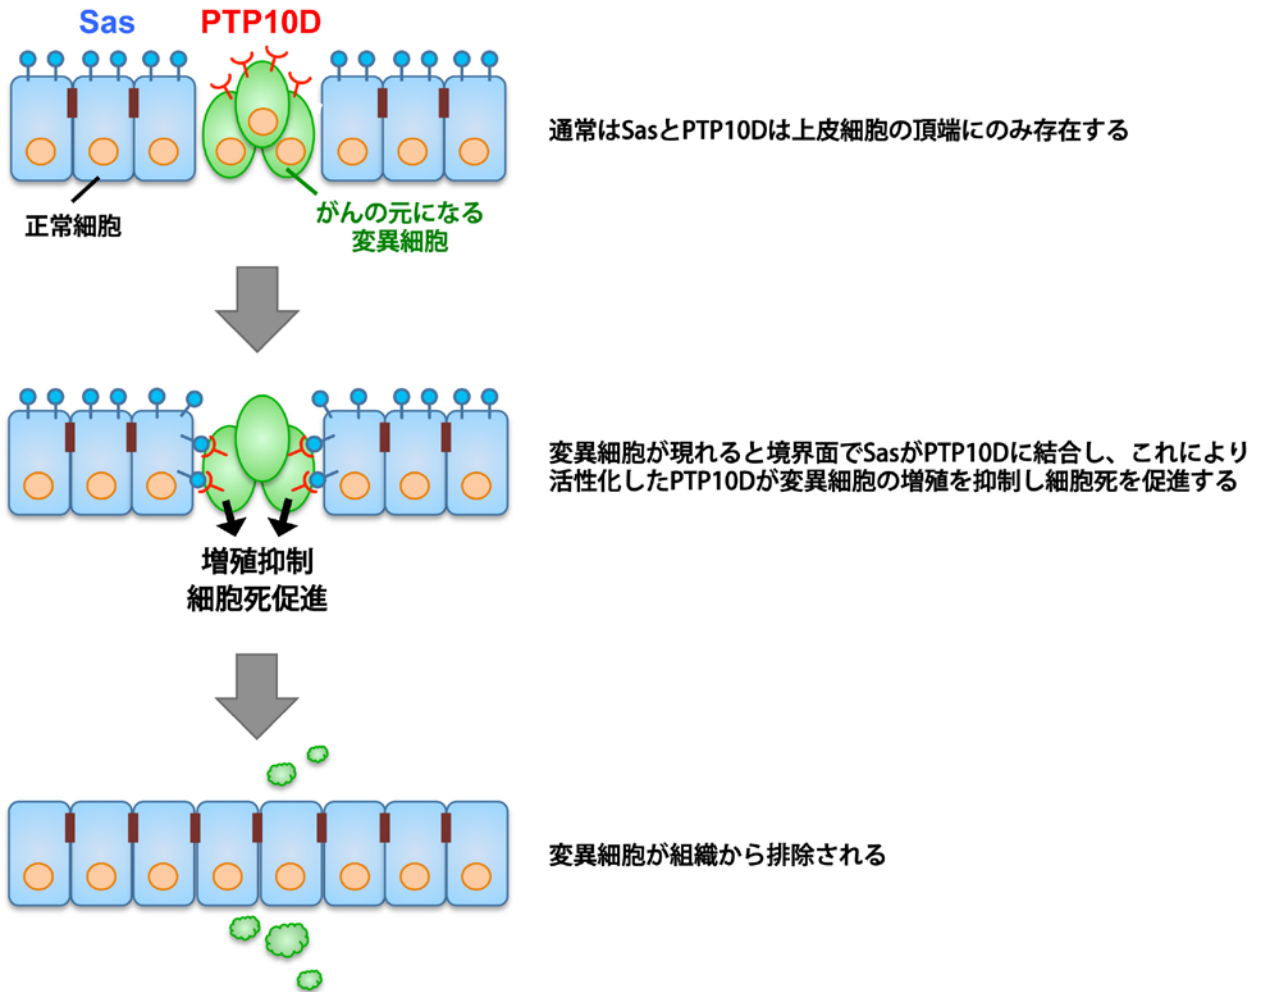 Sas PTP10D
通常はSasとPTP10Dは上皮細胞の頂端にのみ存在する
正常細胞
がんの元になる
変異細胞
変異細胞が現れると境界面でSasがPTP10Dに結合し、これにより
活性化したPTP10Dが変異細胞の増殖を抑制し細胞死を促進する
増殖抑制
細胞死促進
変異細胞が組織から排除される